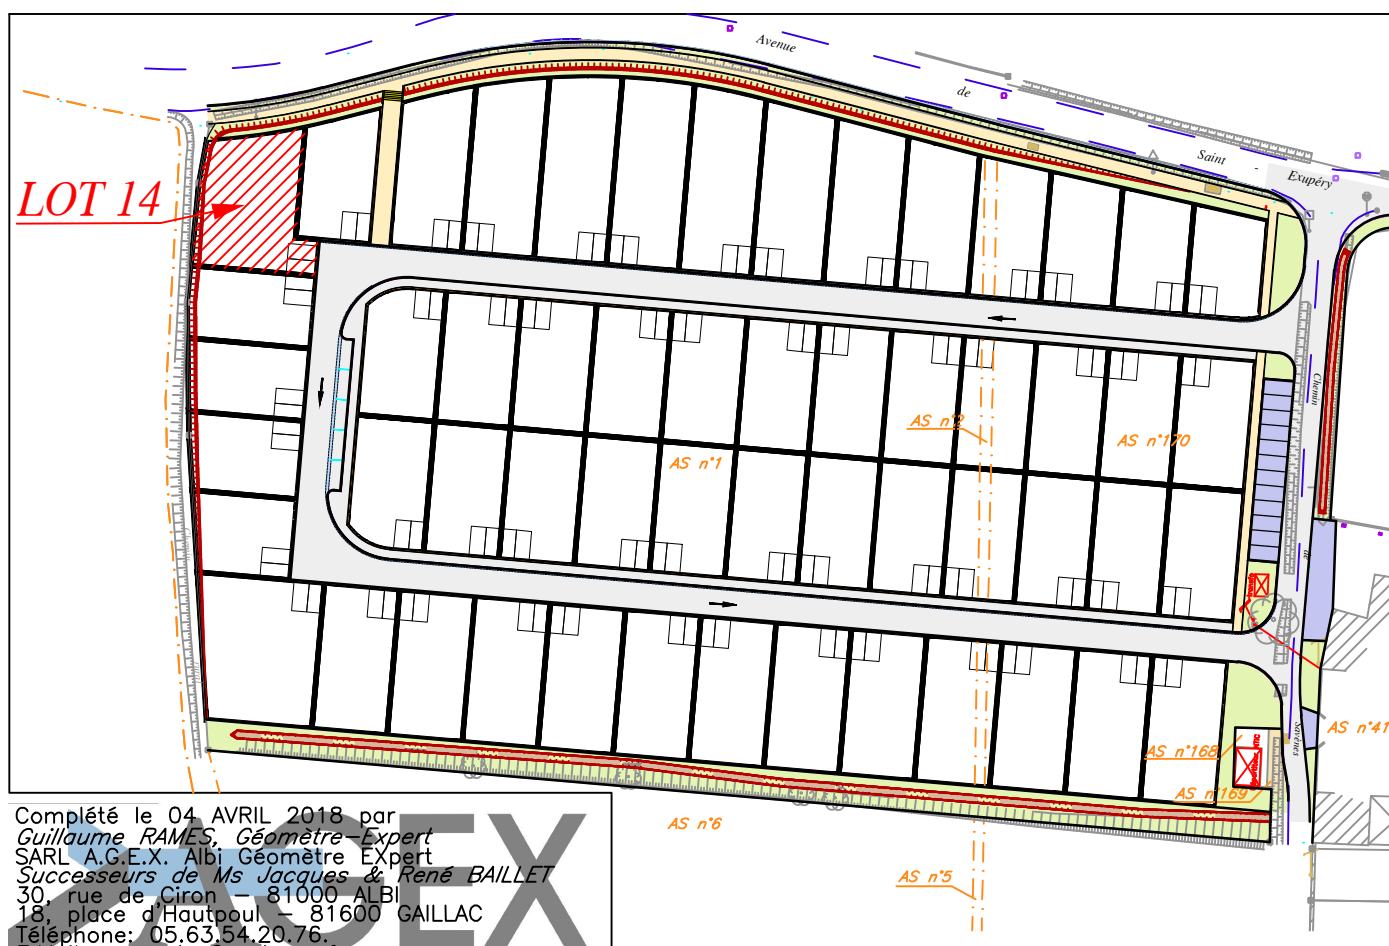 Avenue
de
Saint
Exupéry
LOT 14
Chemin
de
Savènes
AS n°2
AS n°170
AS n°1
AS n°41
AS n°168
AS n°169
AS n°6
AS n°5
Complété le 04 AVRIL 2018 par
Guillaume RAMES, Géomètre-Expert
SARL A.G.E.X. Albi Géomètre EXpert
Successeurs de Ms Jacques & René BAILLET
30, rue de Ciron - 81000 ALBI
18, place d'Hautpoul - 81600 GAILLAC
Téléphone: 05.63.54.20.76.
AGEX